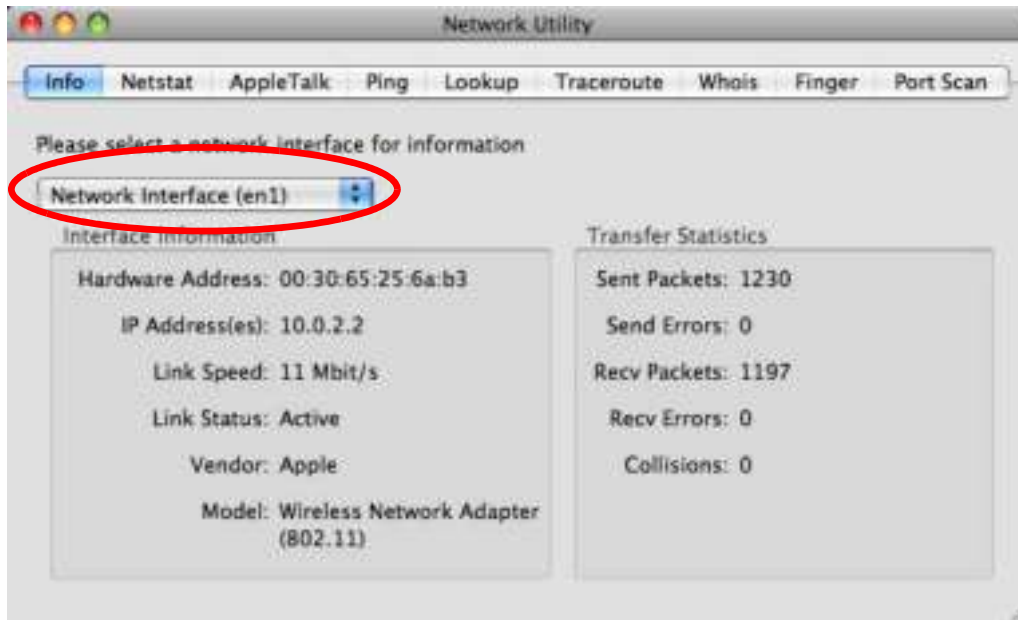 Network Utility
Info Netstat AppleTalk Ping Lookup Traceroute Whois Finger Port Scan
Please select a network interface for information
Network Interface (en1)
Interface Information
Hardware Address: 00:30:65:25:6a:b3
IP Address(es): 10.0.2.2
Link Speed: 11 Mbit/s
Link Status: Active
Vendor: Apple
Model: Wireless Network Adapter
(802.11)
Transfer Statistics
Sent Packets: 1230
Send Errors: 0
Recv Packets: 1197
Recv Errors: 0
Collisions: 0